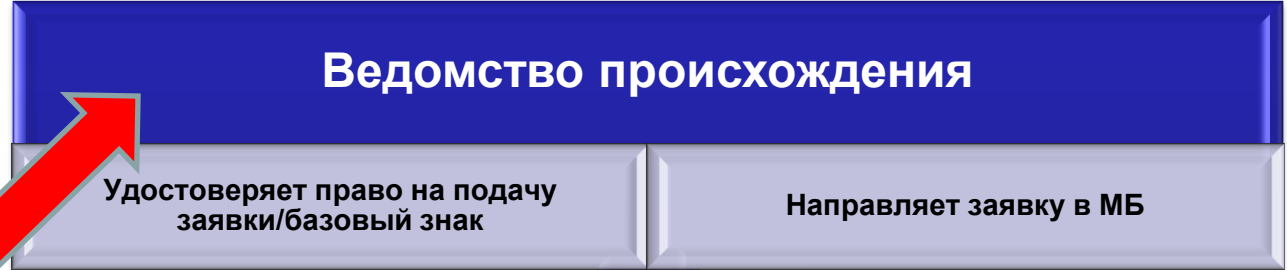 Ведомство происхождения
Удостоверяет право на подачу
заявки/базовый знак
Направляет заявку в МБ